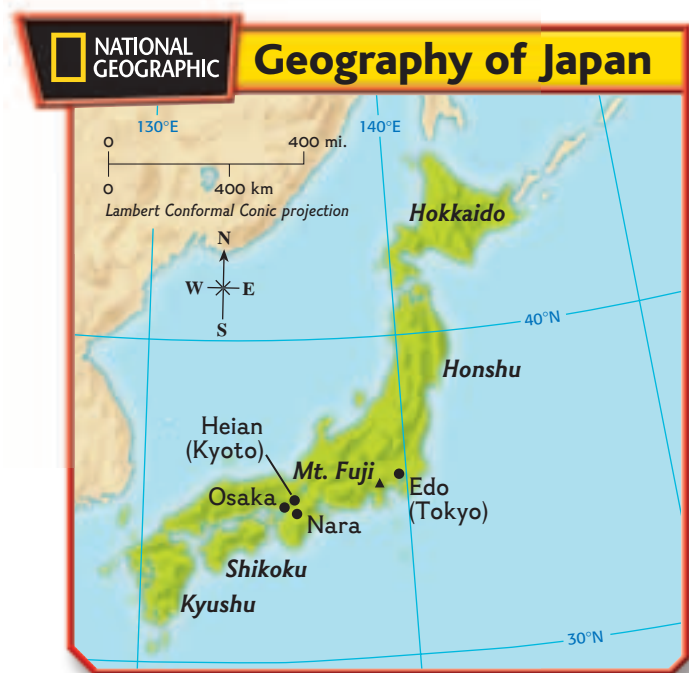 NATIONAL
GEOGRAPHIC
Geography of Japan
130°E
140°E
0
400 mi.
0
400 km
Lambert Conformal Conic projection
N
W
E
S
Hokkaido
40°N
Honshu
Heian
(Kyoto)
Mt. Fuji
Osaka
Edo
(Tokyo)
Nara
Shikoku
Kyushu
30°N